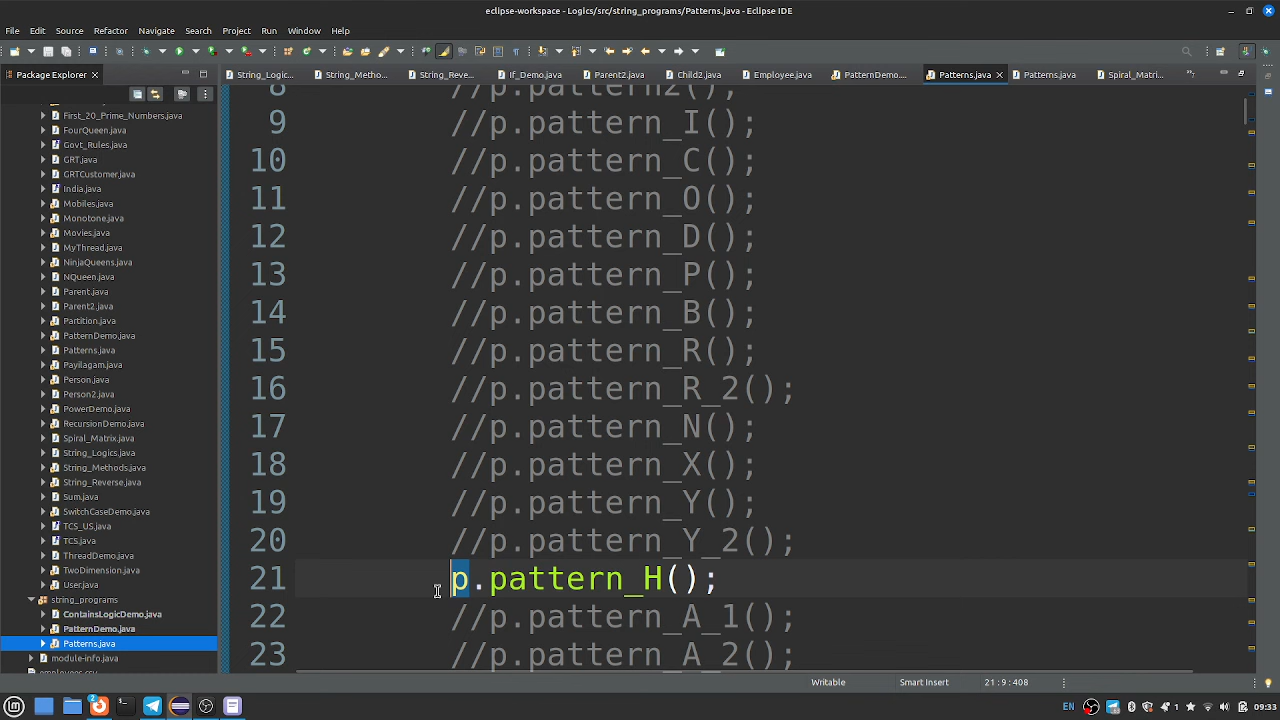 eclipse-workspace - Logics/src/string_programs/Patterns.java - Eclipse IDE
File Edit Source Refactor Navigate Search Project Run Window Help
Package Explorer
String_Logic...
String_Metho...
String_Reve...
If_Demo.java
Parent2.java
Child2.java
Employee.java
PatternDemo....
Patterns.java
Patterns.java
Spiral_Matri...
First_20_Prime_Numbers.java
FourQueen.java
Govt_Rules.java
GRT.java
GRTCustomer.java
India.java
Mobiles.java
Monotone.java
Movies.java
MyThread.java
NinjaQueens.java
NQueen.java
Parent.java
Parent2.java
Partition.java
PatternDemo.java
Patterns.java
Payilagam.java
Person.java
Person2.java
PowerDemo.java
RecursionDemo.java
Spiral_Matrix.java
String_Logics.java
String_Methods.java
String_Reverse.java
Sum.java
SwitchCaseDemo.java
TCS_US.java
TCS.java
ThreadDemo.java
TwoDimension.java
User.java
string_programs
ContainsLogicDemo.java
PatternDemo.java
Patterns.java
module-info.java
employees.csv
8 //p.pattern2();
9 //p.pattern_I();
10 //p.pattern_C();
11 //p.pattern_O();
12 //p.pattern_D();
13 //p.pattern_P();
14 //p.pattern_B();
15 //p.pattern_R();
16 //p.pattern_R_2();
17 //p.pattern_N();
18 //p.pattern_X();
19 //p.pattern_Y();
20 //p.pattern_Y_2();
21 p.pattern_H();
22 //p.pattern_A_1();
23 //p.pattern_A_2();
Writable Smart Insert 21:9:408
2 EN 1 09:33